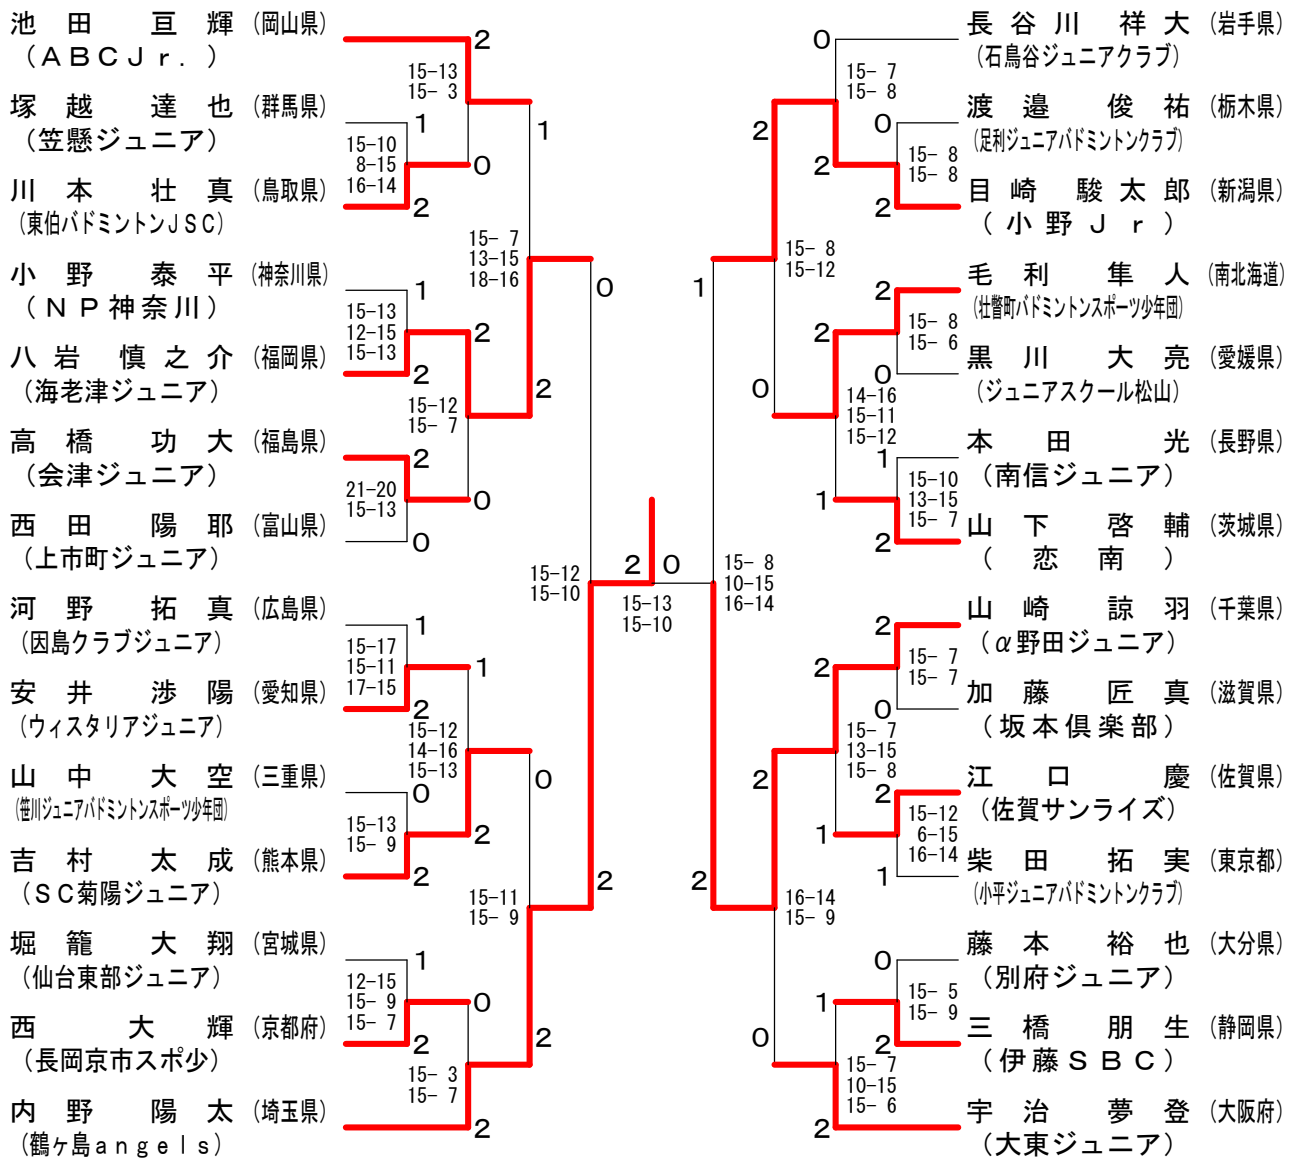 池田 亘輝 (岡山県)
(ABCJr.)
塚越 達也 (群馬県)
(笠懸ジュニア)
川本 壮真 (鳥取県)
(東伯バドミントンJSC)
小野 泰平 (神奈川県)
(NP神奈川)
八岩 慎之介 (福岡県)
(海老津ジュニア)
高橋 功大 (福島県)
(会津ジュニア)
西田 陽耶 (富山県)
(上市町ジュニア)
河野 拓真 (広島県)
(因島クラブジュニア)
安井 渉陽 (愛知県)
(ウィスタリアジュニア)
山中 大空 (三重県)
(笹川ジュニアバドミントンスポーツ少年団)
吉村 太成 (熊本県)
(SC菊陽ジュニア)
堀籠 大翔 (宮城県)
(仙台東部ジュニア)
西 大輝 (京都府)
(長岡京市スポ少)
内野 陽太 (埼玉県)
(鶴ヶ島angels)
2
15-13
15- 3
1
15-10
8-15
16-14
0
2
1
15- 7
13-15
18-16
1
15-13
12-15
15-13
2
2
2
15-12
15- 7
2
21-20
15-13
0
0
0
15-12
15-10
1
15-17
15-11
17-15
1
2
15-12
14-16
15-13
0
0
15-13
15- 9
2
2
15-11
15- 9
2
1
12-15
15- 9
15- 7
0
2
2
15- 3
15- 7
2
2 0
15-13
15-10
0
15- 7
15- 8
2
0
15- 8
15- 8
2
2
15- 8
15-12
1
2
15- 8
15- 6
2
0
0
14-16
15-11
15-12
1
15-10
13-15
15- 7
1
2
15- 8
10-15
16-14
2
15- 7
15- 7
2
0
15- 7
13-15
15- 8
2
2
15-12
6-15
16-14
1
1
2
16-14
15- 9
0
15- 5
15- 9
1
2
0
15- 7
10-15
15- 6
2
長谷川 祥大 (岩手県)
(石鳥谷ジュニアクラブ)
渡邉 俊祐 (栃木県)
(足利ジュニアバドミントンクラブ)
目崎 駿太郎 (新潟県)
(小野Jr)
毛利 隼人 (南北海道)
(壮瞥町バドミントンスポーツ少年団)
黒川 大亮 (愛媛県)
(ジュニアスクール松山)
本田 光 (長野県)
(南信ジュニア)
山下 啓輔 (茨城県)
(恋南)
山崎 諒羽 (千葉県)
(α野田ジュニア)
加藤 匠真 (滋賀県)
(坂本倶楽部)
江口 慶 (佐賀県)
(佐賀サンライズ)
柴田 拓実 (東京都)
(小平ジュニアバドミントンクラブ)
藤本 裕也 (大分県)
(別府ジュニア)
三橋 朋生 (静岡県)
(伊藤SBC)
宇治 夢登 (大阪府)
(大東ジュニア)